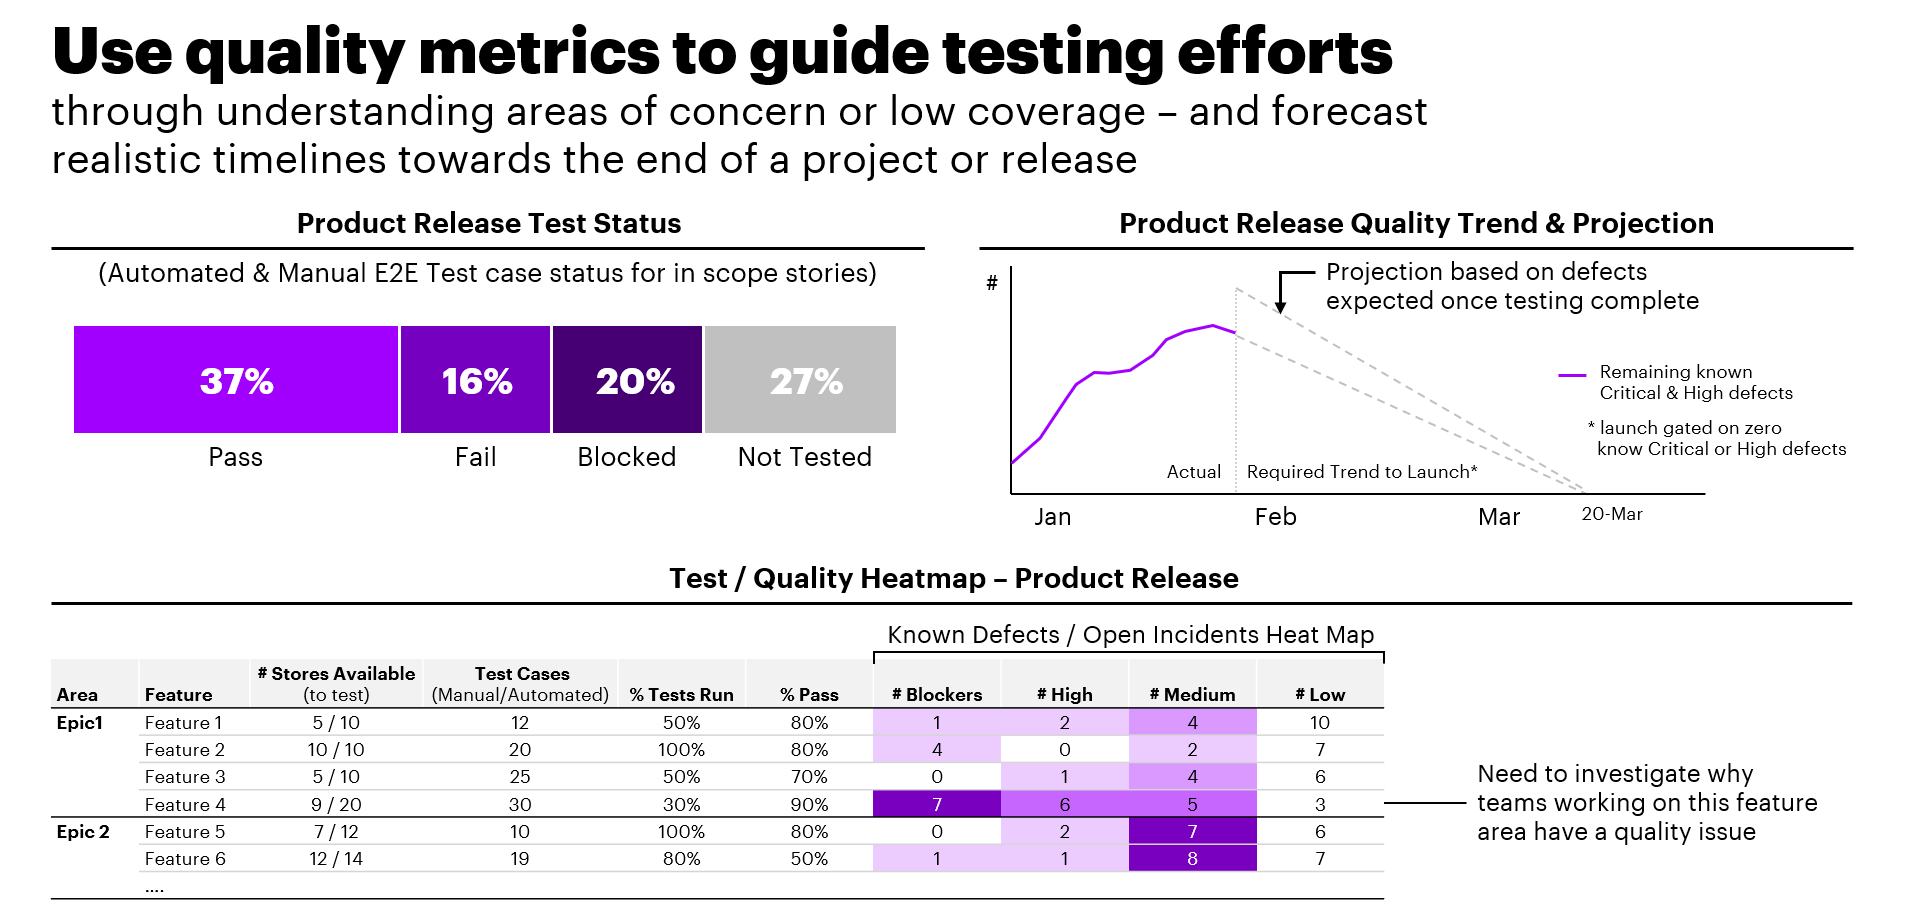 Use quality metrics to guide testing efforts
through understanding areas of concern or low coverage – and forecast
realistic timelines towards the end of a project or release
Product Release Test Status
(Automated & Manual E2E Test case status for in scope stories)
37% 16% 20% 27%
Pass Fail Blocked Not Tested
Product Release Quality Trend & Projection
#
Projection based on defects
expected once testing complete
Remaining known
Critical & High defects
* launch gated on zero
know Critical or High defects
Actual Required Trend to Launch*
Jan Feb Mar 20-Mar
Test / Quality Heatmap – Product Release
Known Defects / Open Incidents Heat Map
# Stores Available Test Cases
Area Feature (to test) (Manual/Automated) % Tests Run % Pass # Blockers # High # Medium # Low
Epic1 Feature 1 5 / 10 12 50% 80% 1 2 4 10
Feature 2 10 / 10 20 100% 80% 4 0 2 7
Feature 3 5 / 10 25 50% 70% 0 1 4 6
Feature 4 9 / 20 30 30% 90% 7 6 5 3
Epic 2 Feature 5 7 / 12 10 100% 80% 0 2 7 6
Feature 6 12 / 14 19 80% 50% 1 1 8 7
....
Need to investigate why
teams working on this feature
area have a quality issue